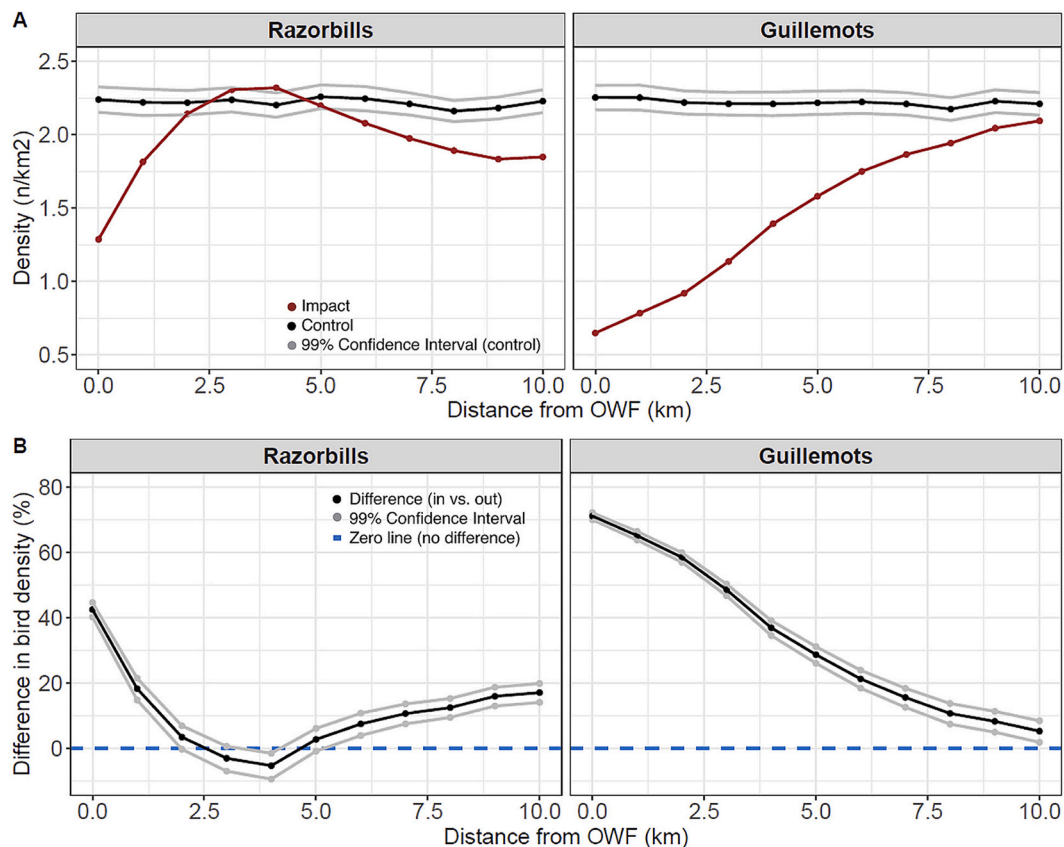 A
Razorbills
Guillemots
Density (n/km2)
2.5
2.0
1.5
1.0
0.5
Impact
Control
99% Confidence Interval (control)
0.0 2.5 5.0 7.5 10.0
0.0 2.5 5.0 7.5 10.0
Distance from OWF (km)
B
Razorbills
Guillemots
Difference in bird density (%)
80
60
40
20
0
Difference (in vs. out)
99% Confidence Interval
Zero line (no difference)
0.0 2.5 5.0 7.5 10.0
0.0 2.5 5.0 7.5 10.0
Distance from OWF (km)